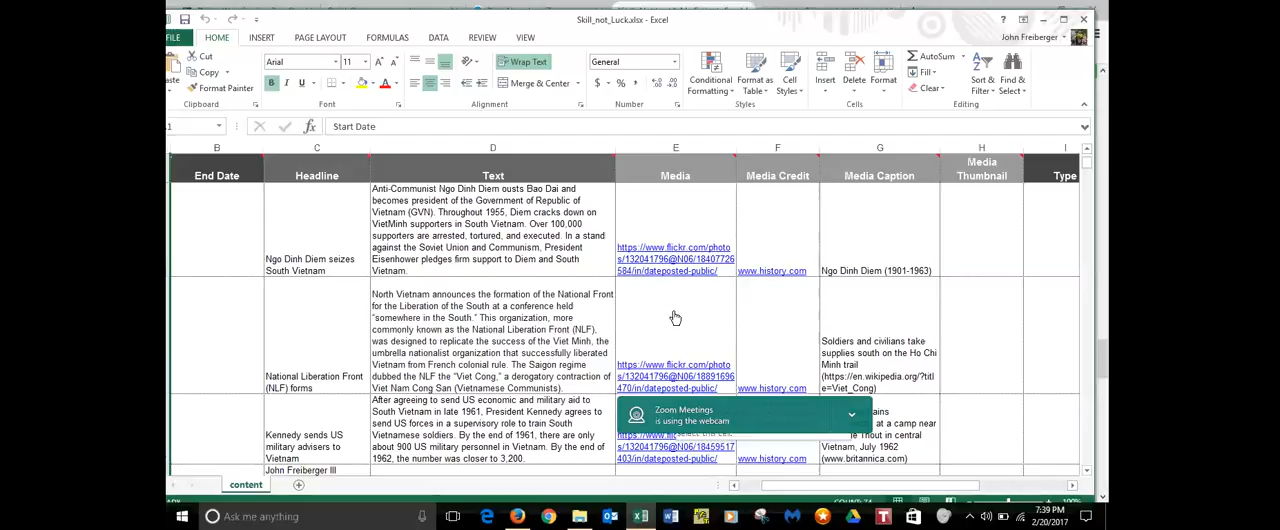 Skill_not_Luck.xlsx - Excel
FILE HOME INSERT PAGE LAYOUT FORMULAS DATA REVIEW VIEW
John Freiberger
Cut
Copy
Format Painter
Clipboard
Arial 11
B I U
Font
Wrap Text
Merge & Center
Alignment
General
$ % ,
Number
Conditional Formatting
Format as Table
Cell Styles
Styles
Insert Delete Format
Cells
AutoSum
Fill
Clear
Sort & Filter
Find & Select
Editing
Start Date
B C D E F G H I
End Date Headline Text Media Media Credit Media Caption Media Thumbnail Type
Ngo Dinh Diem seizes
South Vietnam
Anti-Communist Ngo Dinh Diem ousts Bao Dai and
becomes president of the Government of Republic of
Vietnam (GVN). Throughout 1955, Diem cracks down on
VietMinh supporters in South Vietnam. Over 100,000
supporters are arrested, tortured, and executed. In a stand
against the Soviet Union and Communism, President
Eisenhower pledges firm support to Diem and South
Vietnam.
https://www.flickr.com/photo
s/132041796@N06/18407726
584/in/dateposted-public/
www.history.com
Ngo Dinh Diem (1901-1963)
National Liberation Front
(NLF) forms
North Vietnam announces the formation of the National Front
for the Liberation of the South at a conference held
“somewhere in the South.” This organization, more
commonly known as the National Liberation Front (NLF),
was designed to replicate the success of the Viet Minh, the
umbrella nationalist organization that successfully liberated
Vietnam from French colonial rule. The Saigon regime
dubbed the NLF the “Viet Cong,” a derogatory contraction of
Viet Nam Cong San (Vietnamese Communists).
https://www.flickr.com/photo
s/132041796@N06/18891696
470/in/dateposted-public/
www.history.com
Soldiers and civilians take
supplies south on the Ho Chi
Minh trail
(https://en.wikipedia.org/?titl
e=Viet_Cong)
Kennedy sends US
military advisers to
Vietnam
After agreeing to send US economic and military aid to
South Vietnam in late 1961, President Kennedy agrees to
send US forces in a supervisory role to train South
Vietnamese soldiers. By the end of 1961, there are only
about 900 US military personnel in Vietnam. By the end of
1962, the number was closer to 3,200.
https://www.flic
s/132041796@N06/18459517
403/in/dateposted-public/
www.history.com
at a camp near
Trout in central
Vietnam, July 1962
(www.britannica.com)
Zoom Meetings
is using the webcam
John Freiberger III
content
100%
Ask me anything
7:39 PM
2/20/2017